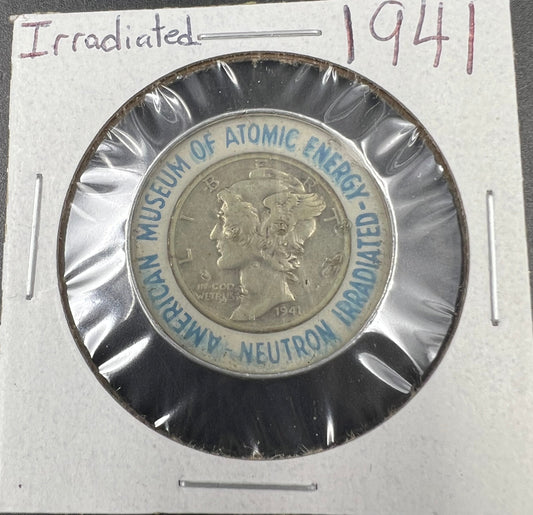 Irradiated 1941
AMERICAN MUSEUM OF ATOMIC ENERGY-
NEUTRON IRRADIATED
LIBERTY
IN GOD
WE TRUST
1941